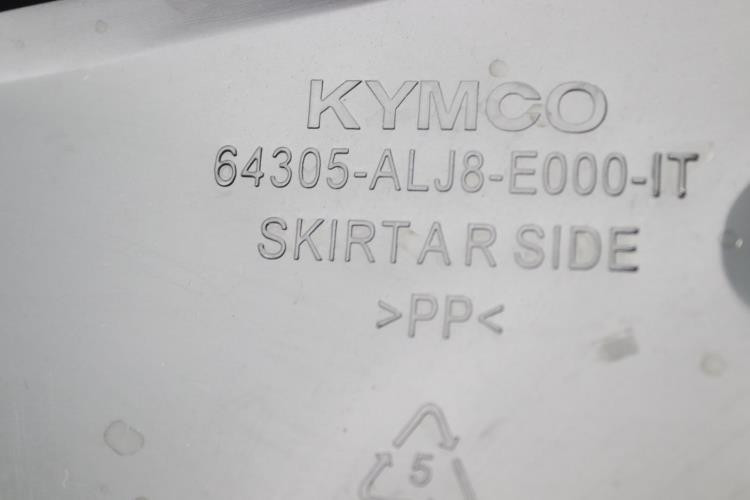 KYMCO
64305-ALJ8-E000-IT
SKIRT A R SIDE
>PP<
5